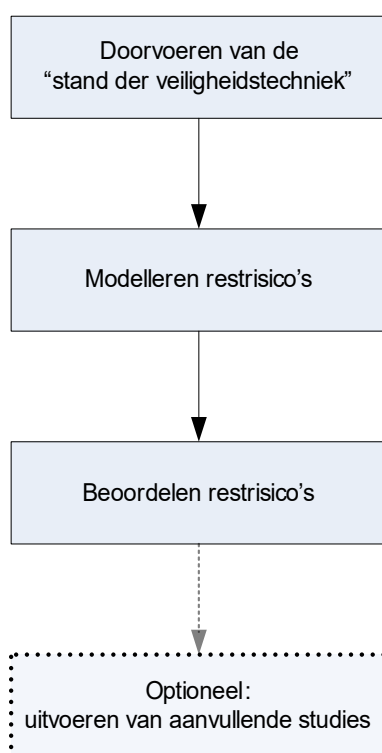 Doorvoeren van de
“stand der veiligheidstechniek”
Modelleren restrisico’s
Beoordelen restrisico’s
Optioneel:
uitvoeren van aanvullende studies